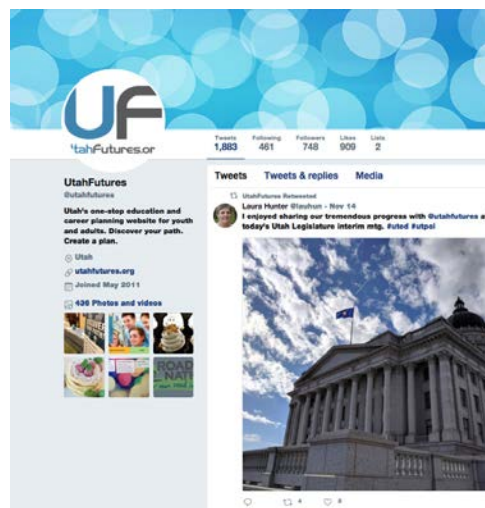 UF
UtahFutures.or
Tweets Following Followers Likes Lists
1,883 461 748 909 2
UtahFutures
@utahfutures
Utah's one-stop education and
career planning website for youth
and adults. Discover your path.
Create a plan.
Utah
utahfutures.org
Joined May 2011
436 Photos and videos
ROAD
NAT
Tweets Tweets & replies Media
UtahFutures Retweeted
Laura Hunter @lauhun - Nov 14
I enjoyed sharing our tremendous progress with @utahfutures a
today's Utah Legislature interim mtg. #uted #utpol
4 8